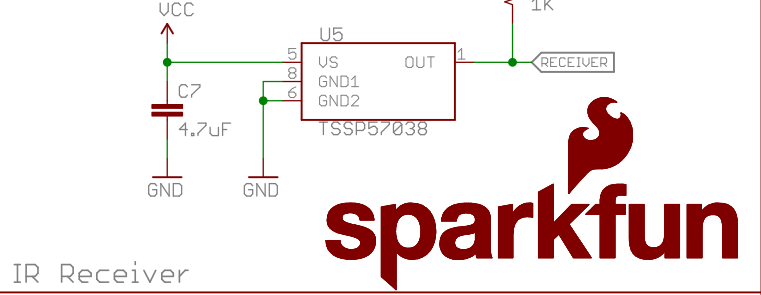 VCC
1K
U5
5 VS OUT 1
RECEIVER
8 GND1
6 GND2
C7
4.7uF
TSSP57038
GND
GND
sparkfun
IR Receiver